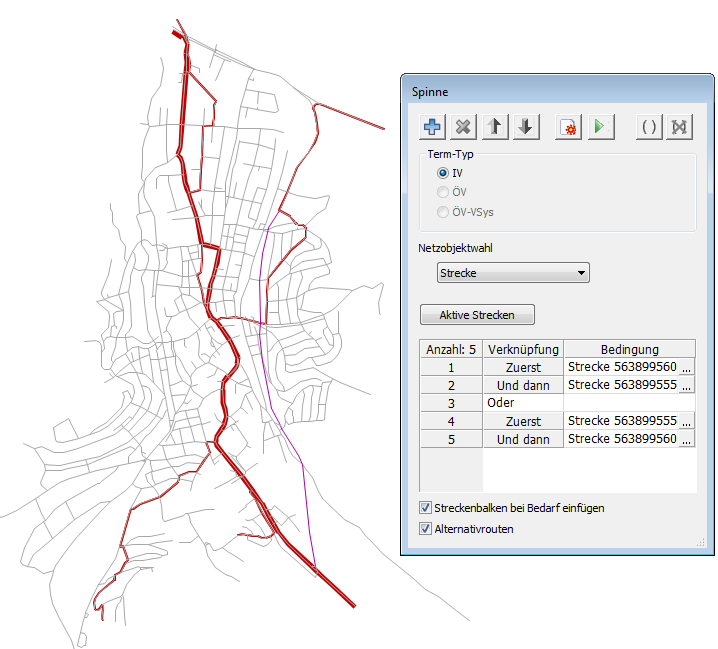 Spinne
( )
Term-Typ
IV
ÖV
ÖV-VSys
Netzobjektwahl
Strecke
Aktive Strecken
Anzahl: 5 Verknüpfung Bedingung
1 Zuerst Strecke 563899560 ...
2 Und dann Strecke 563899555 ...
3 Oder
4 Zuerst Strecke 563899555 ...
5 Und dann Strecke 563899560 ...
Streckenbalken bei Bedarf einfügen
Alternativrouten